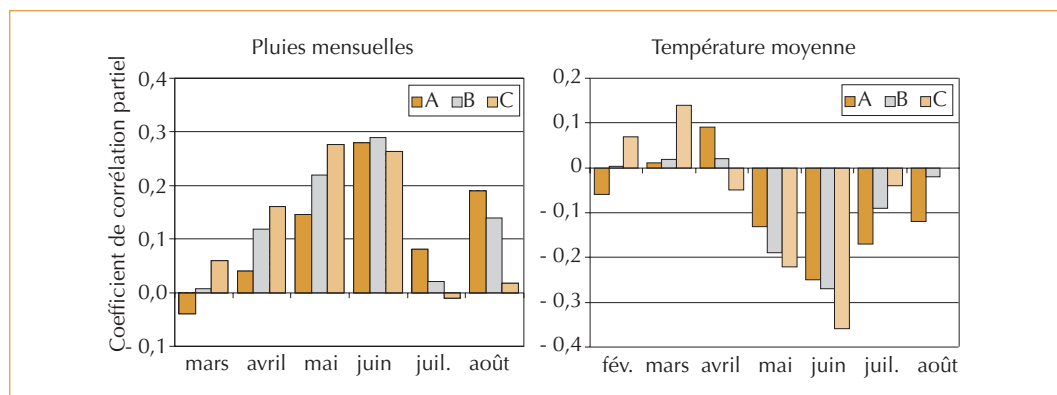 Pluies mensuelles
Coefficient de corrélation partiel
0,4
0,3
0,2
0,1
0,0
- 0,1
A B C
mars avril mai juin juil. août
Température moyenne
0,2
0,1
0
- 0,1
- 0,2
- 0,3
- 0,4
A B C
fév. mars avril mai juin juil. août